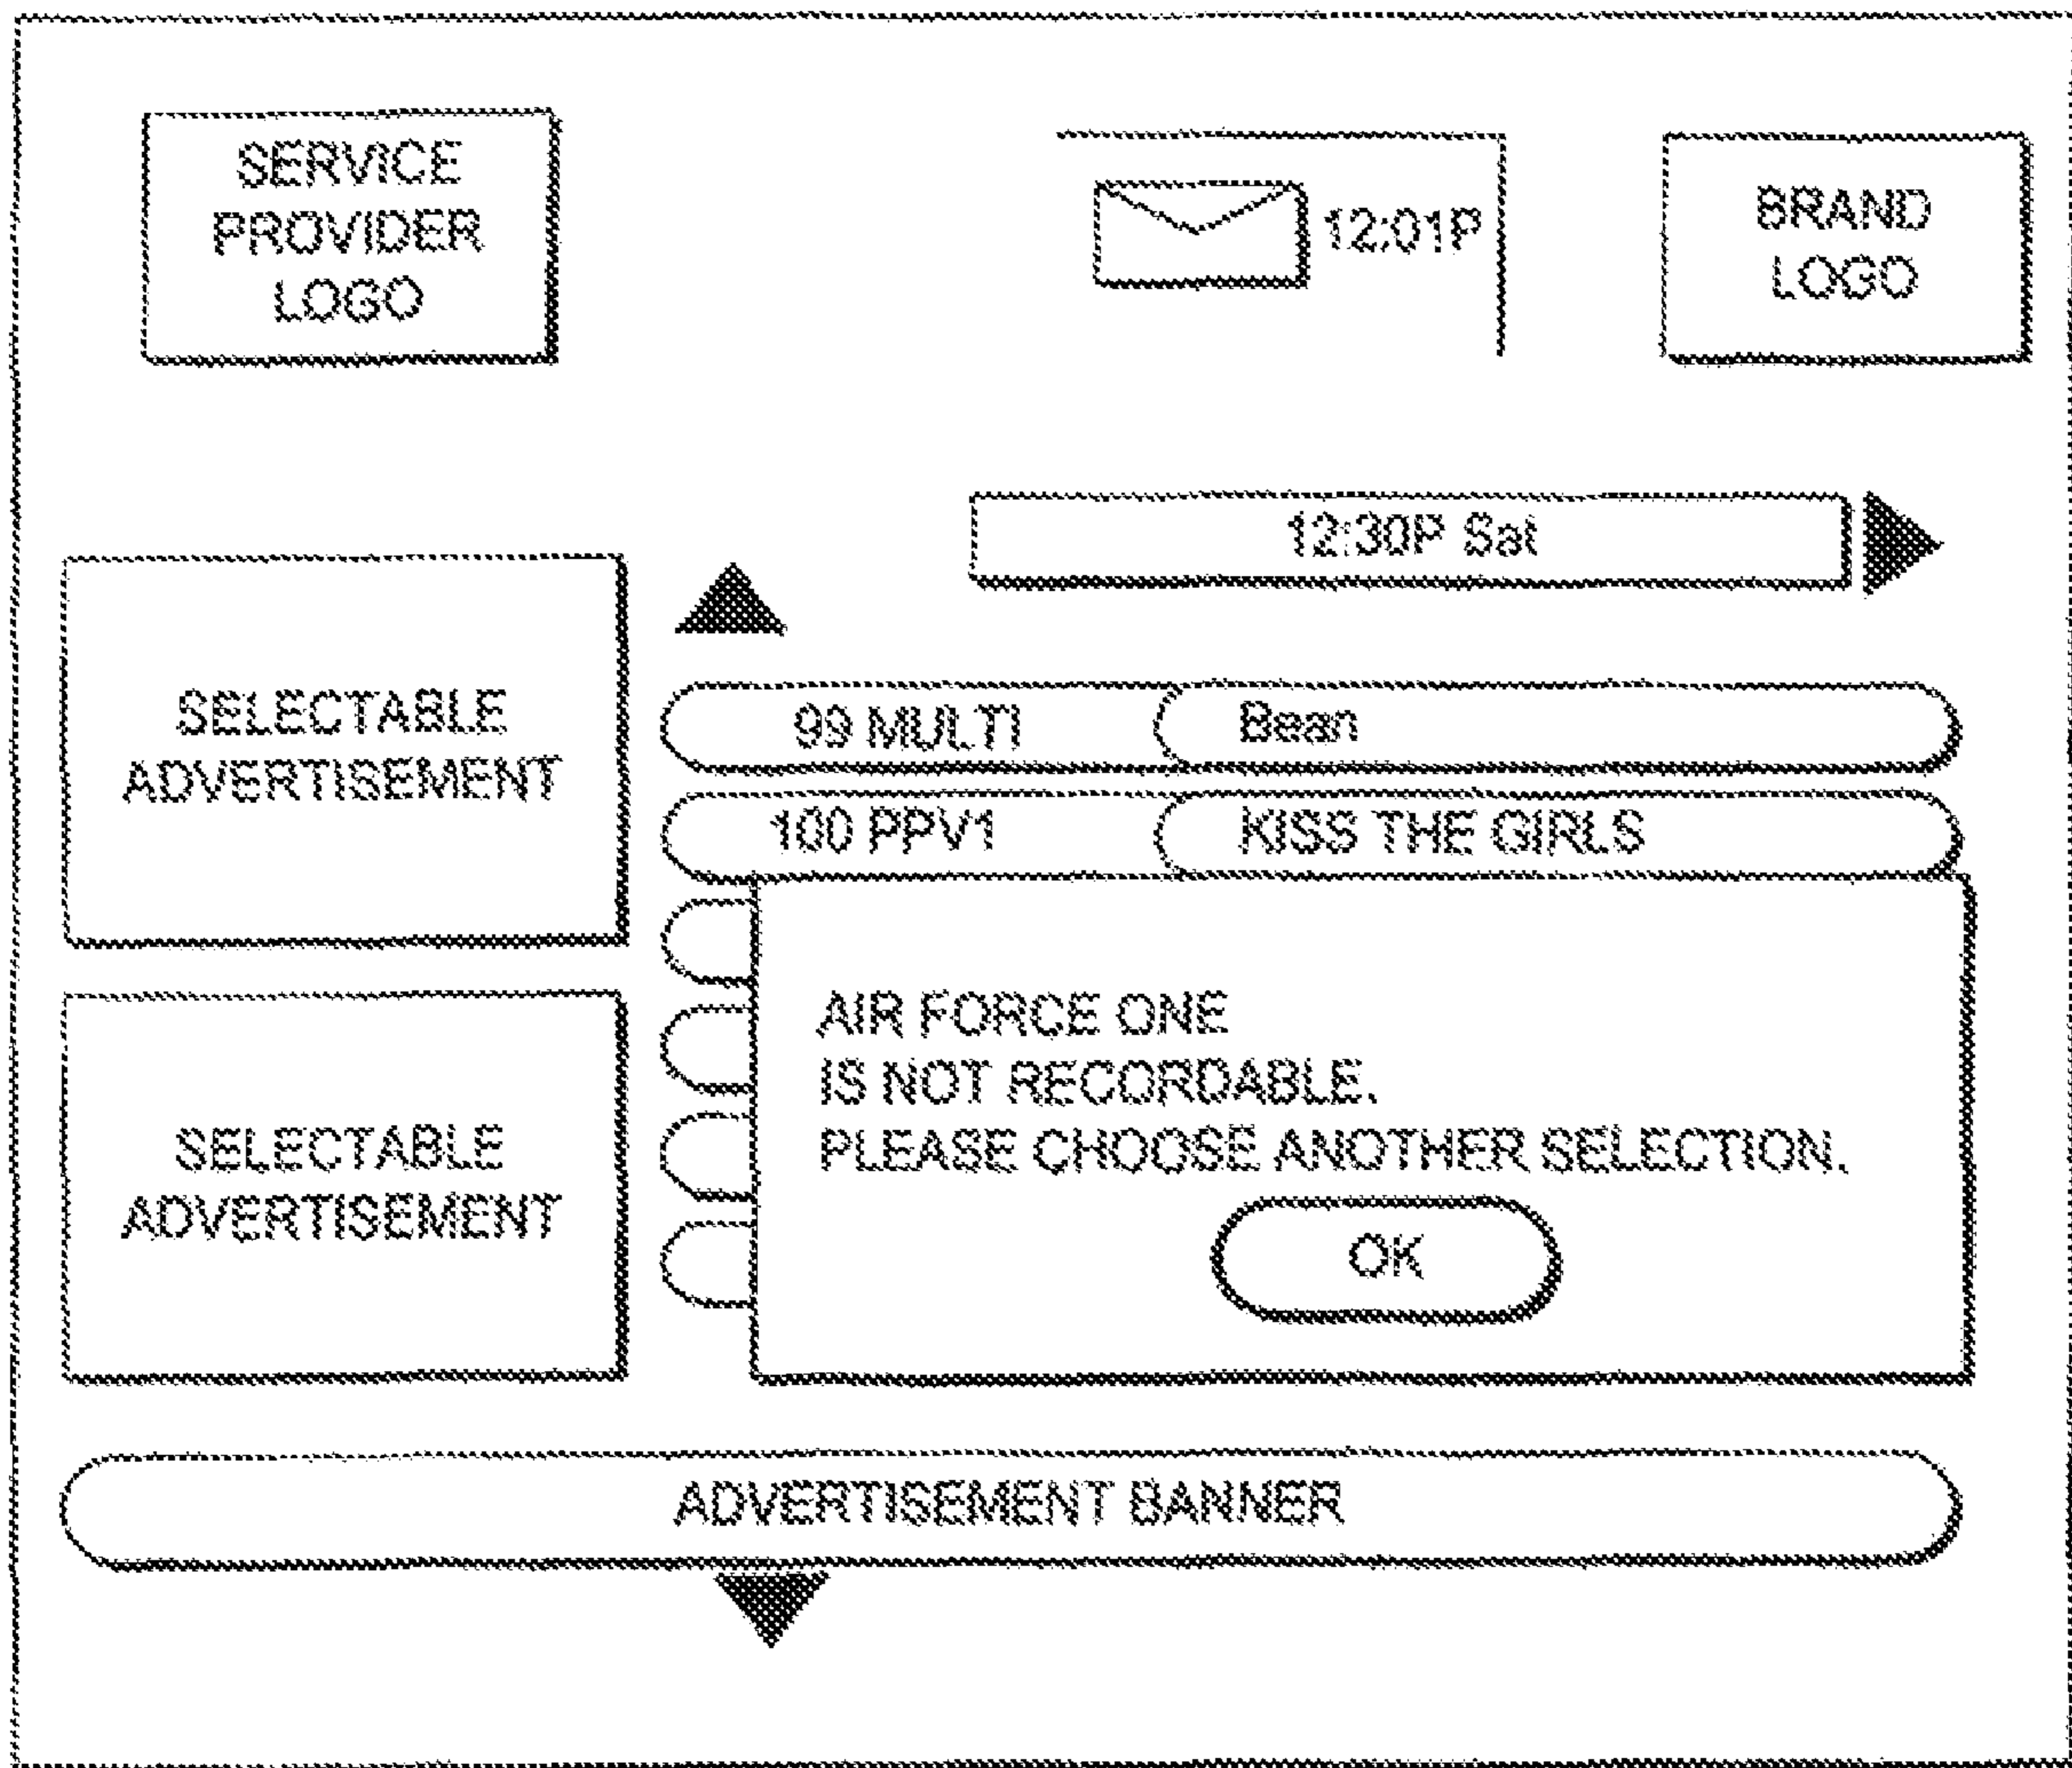 SERVICE
PROVIDER
LOGO
12:01P
BRAND
LOGO
12:30P Sat
SELECTABLE
ADVERTISEMENT
99 MULTI Bean
100 PPV1 KISS THE GIRLS
AIR FORCE ONE
IS NOT RECORDABLE.
PLEASE CHOOSE ANOTHER SELECTION.
OK
SELECTABLE
ADVERTISEMENT
ADVERTISEMENT BANNER